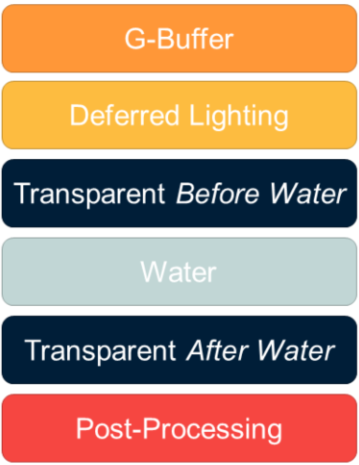 G-Buffer
Deferred Lighting
Transparent Before Water
Water
Transparent After Water
Post-Processing